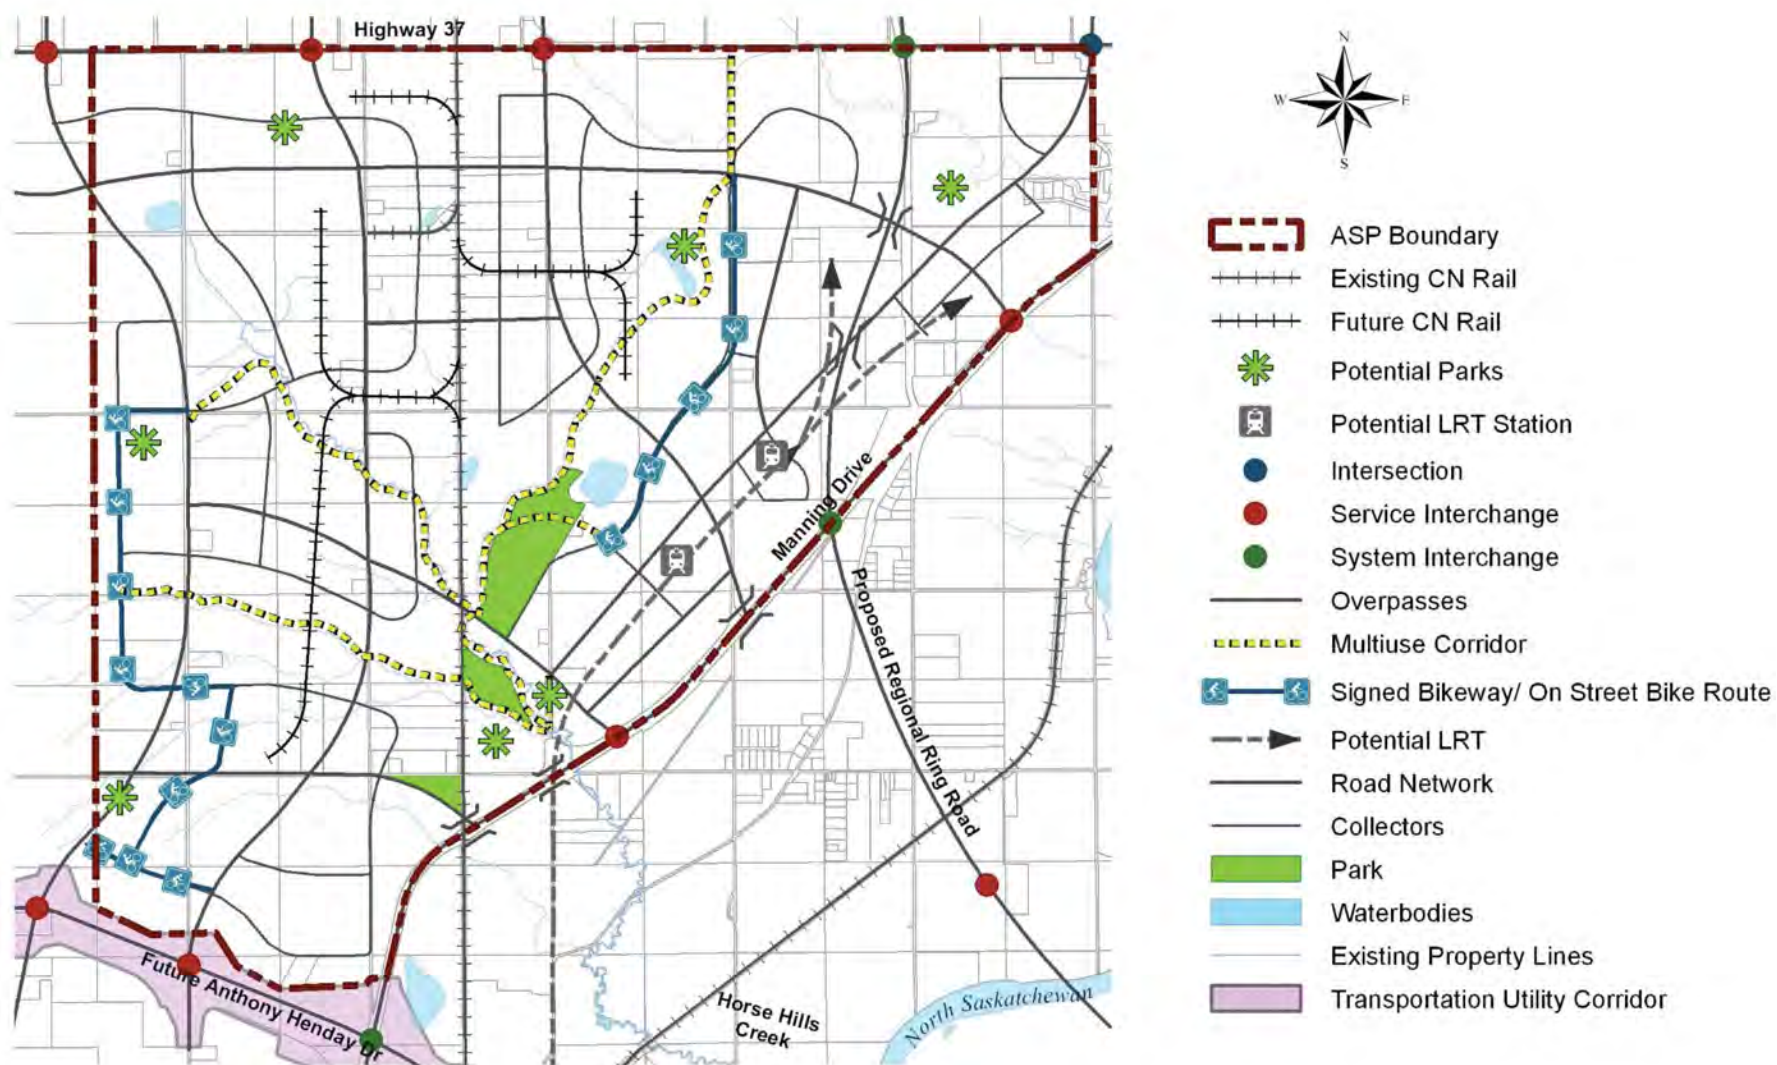 Highway 37
Manning Drive
Proposed Regional Ring Road
Future Anthony Henday Dr
Horse Hills
Creek
North Saskatchewan
N
W
E
S
ASP Boundary
Existing CN Rail
Future CN Rail
Potential Parks
Potential LRT Station
Intersection
Service Interchange
System Interchange
Overpasses
Multiuse Corridor
Signed Bikeway/ On Street Bike Route
Potential LRT
Road Network
Collectors
Park
Waterbodies
Existing Property Lines
Transportation Utility Corridor